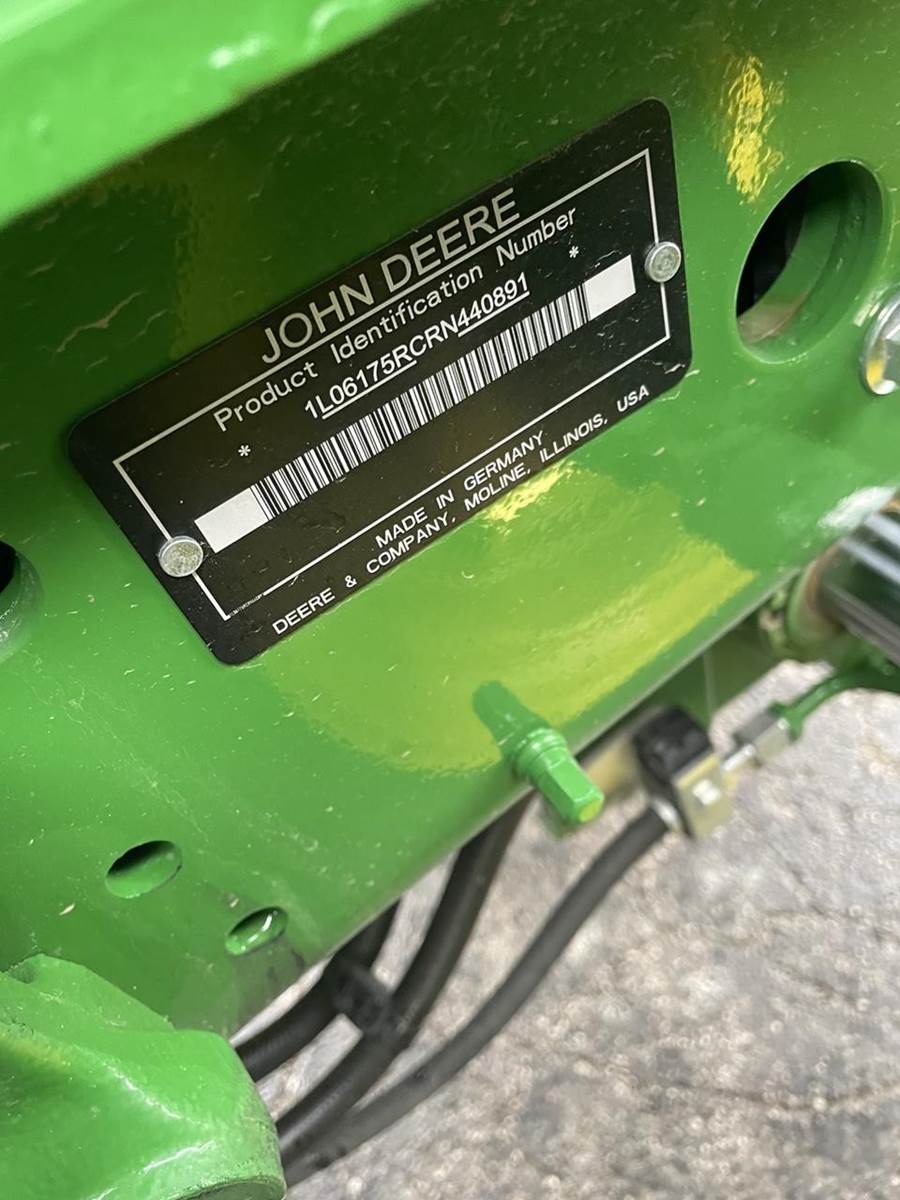 JOHN DEERE
Product Identification Number
* 1L06175RCRN440891 *
MADE IN GERMANY
DEERE & COMPANY, MOLINE, ILLINOIS, USA